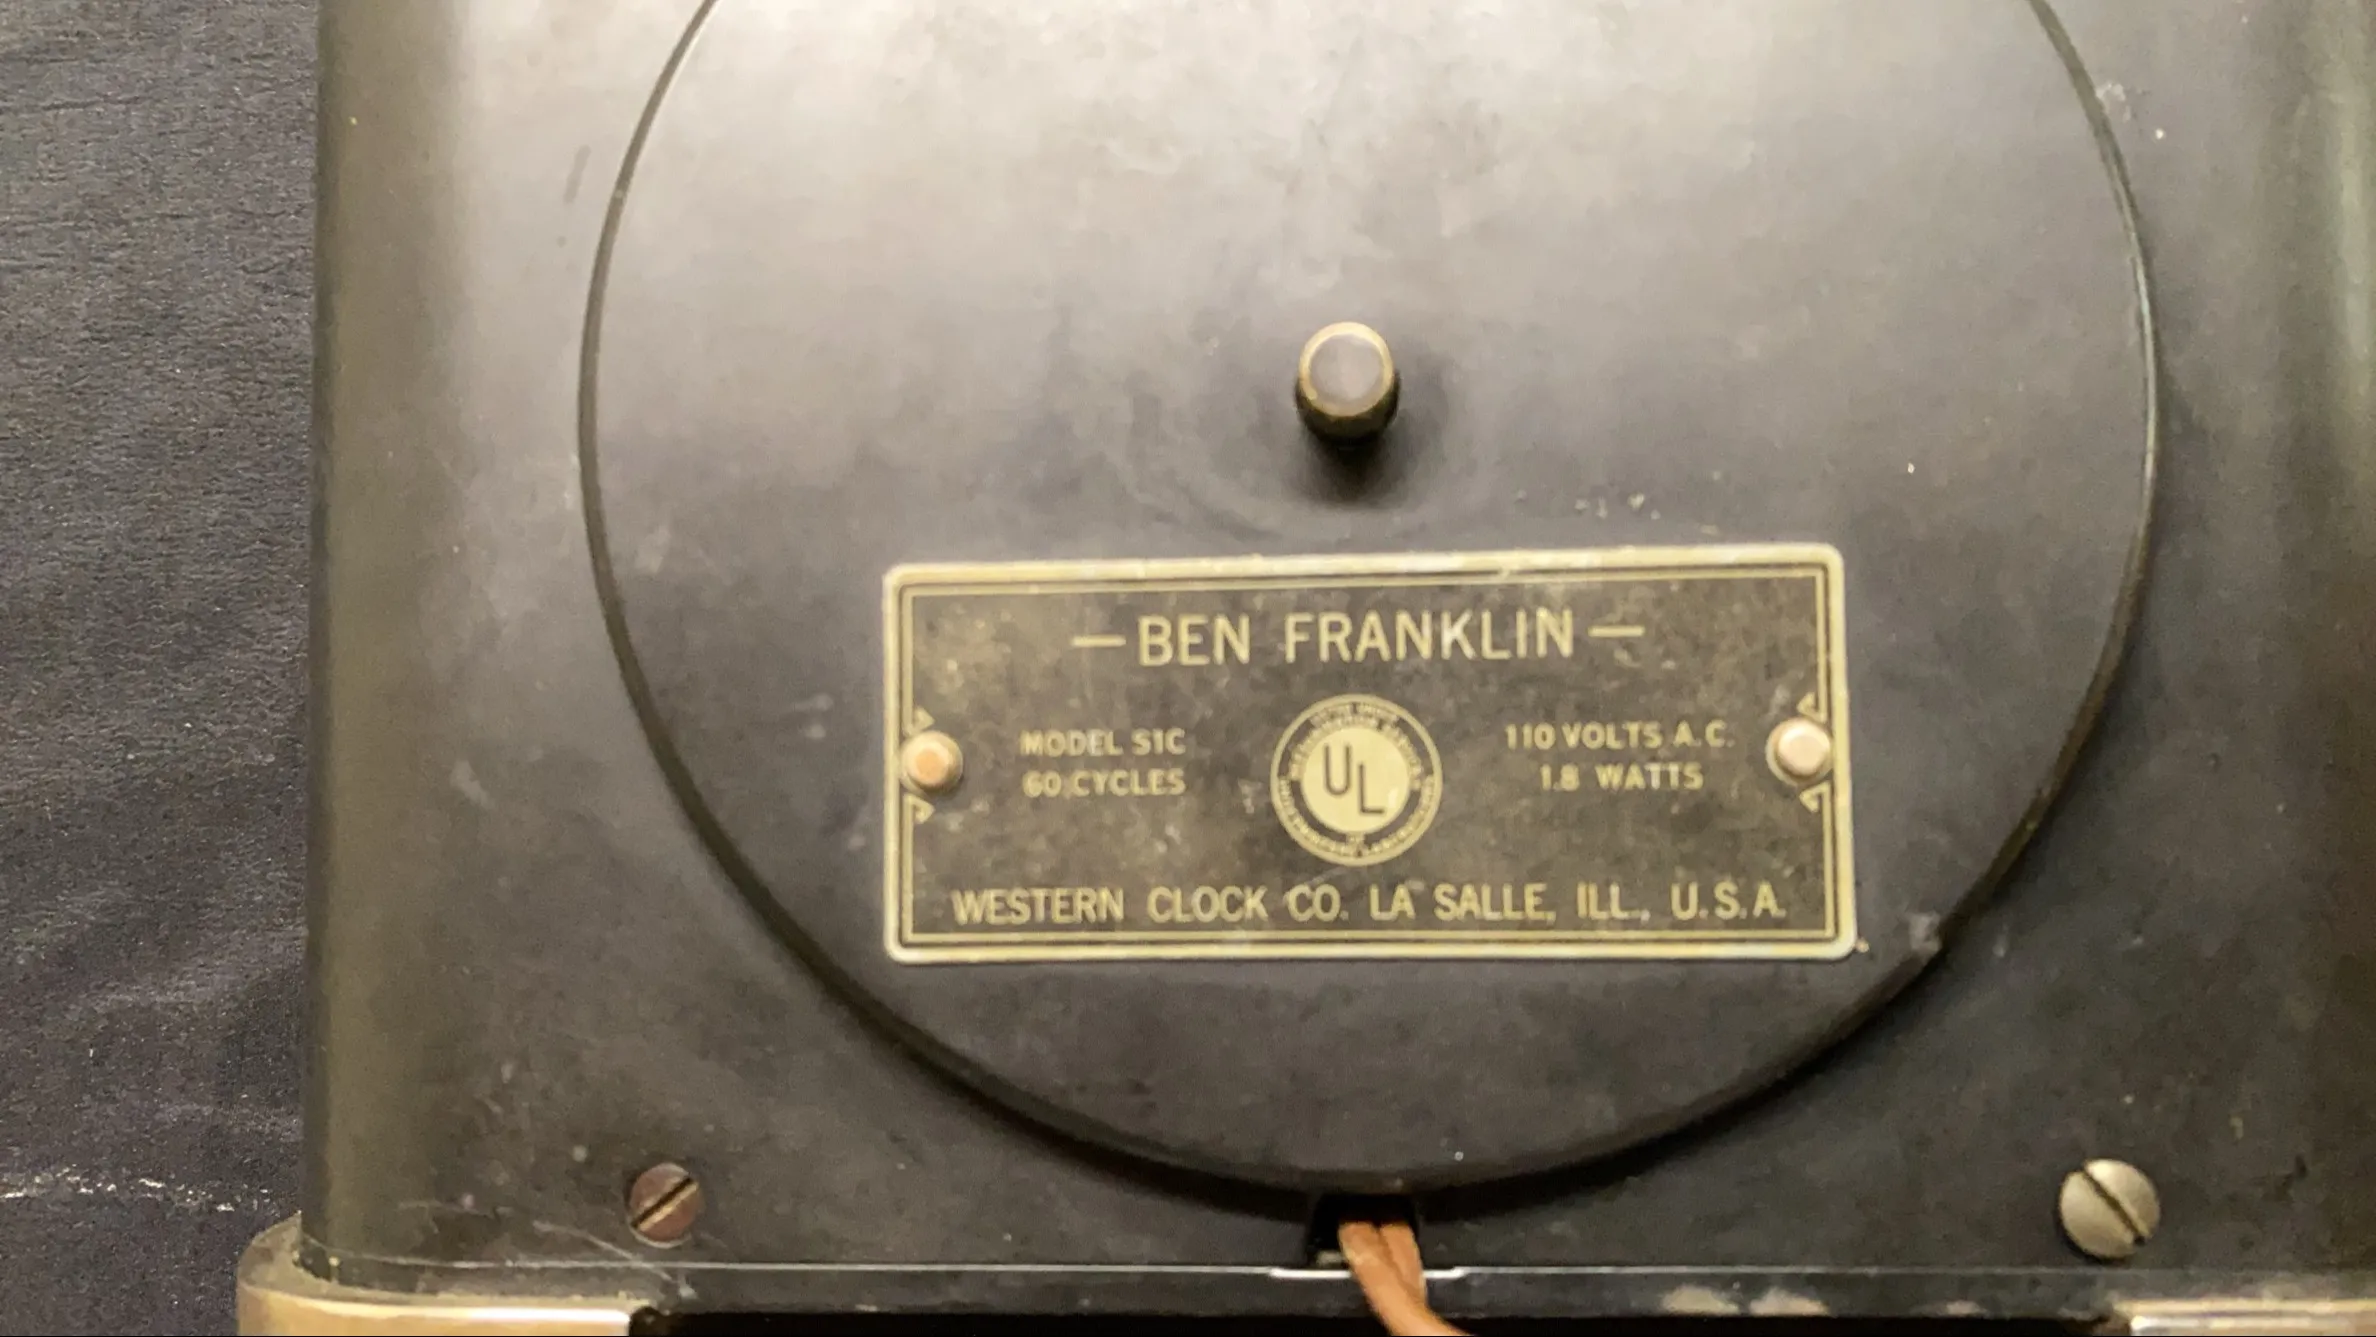 —BEN FRANKLIN—
MODEL S1C
60 CYCLES
UL
110 VOLTS A.C.
1.8 WATTS
WESTERN CLOCK CO. LA SALLE, ILL., U.S.A.